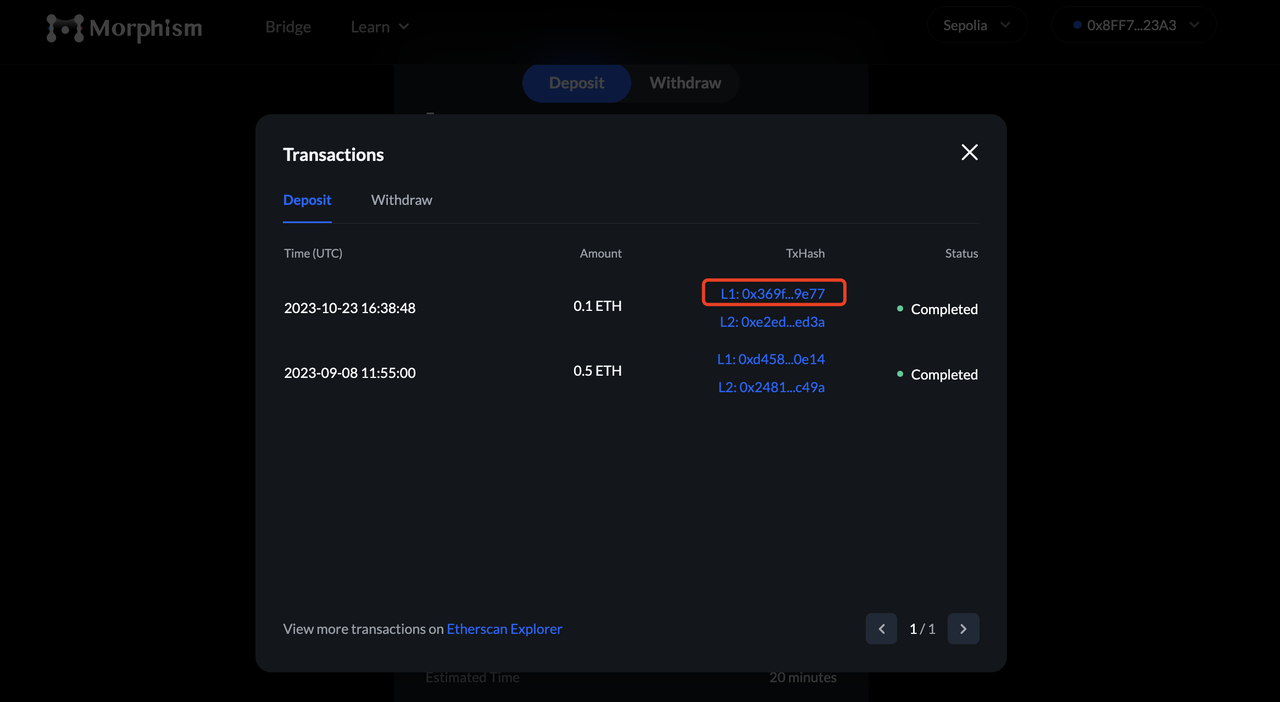 Morphism
Bridge
Learn
Sepolia
0x8FF7...23A3
Deposit
Withdraw
Transactions
Deposit
Withdraw
Time (UTC)
Amount
TxHash
Status
2023-10-23 16:38:48
0.1 ETH
L1: 0x369f...9e77
L2: 0xe2ed...ed3a
Completed
2023-09-08 11:55:00
0.5 ETH
L1: 0xd458...0e14
L2: 0x2481...c49a
Completed
View more transactions on Etherscan Explorer
1 / 1
Estimated Time
20 minutes